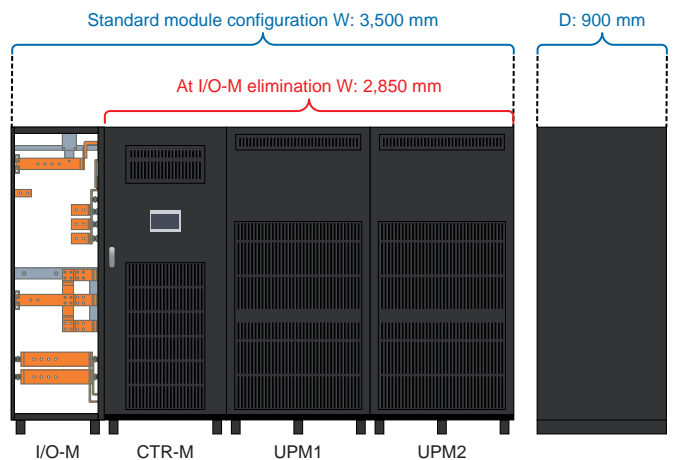 Standard module configuration W: 3,500 mm
D: 900 mm
At I/O-M elimination W: 2,850 mm
I/O-M
CTR-M
UPM1
UPM2